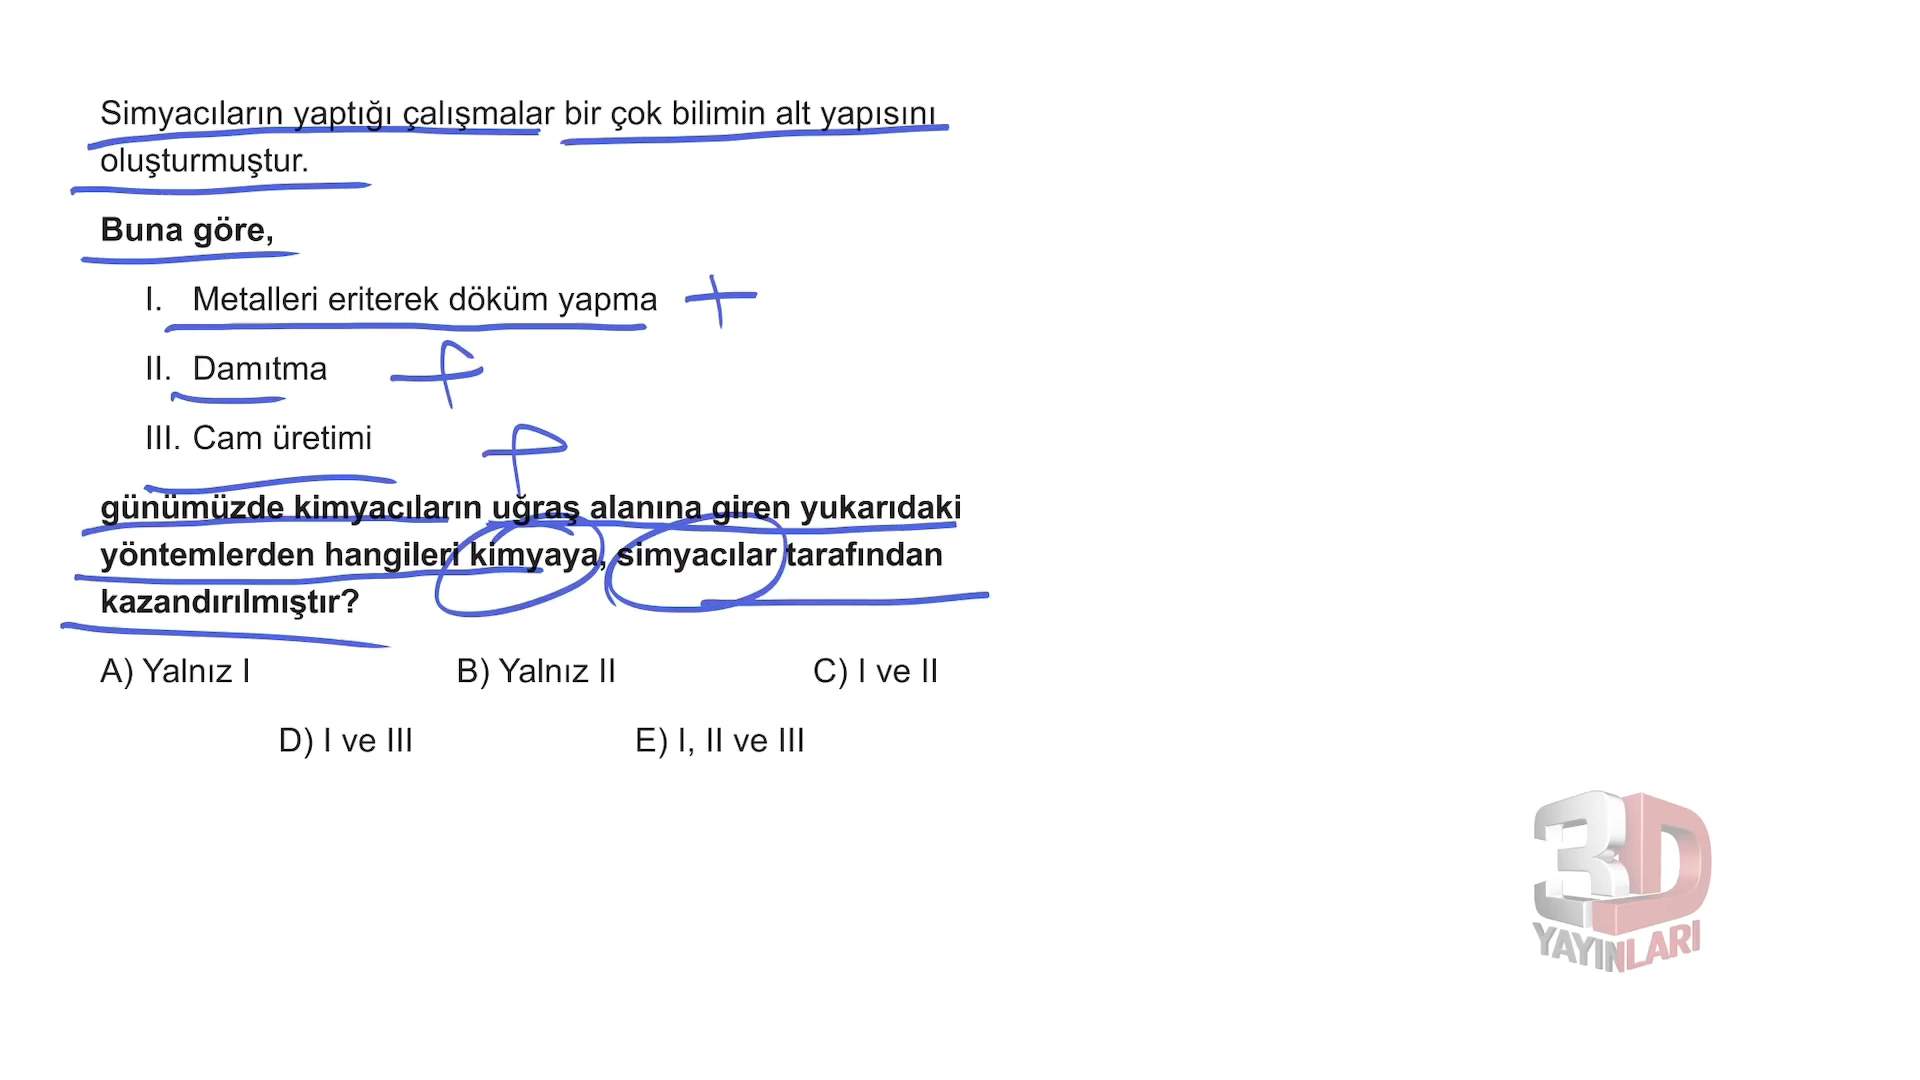 Simyacıların yaptığı çalışmalar bir çok bilimin alt yapısını
oluşturmuştur.
Buna göre,
I. Metalleri eriterek döküm yapma
II. Damıtma
III. Cam üretimi
günümüzde kimyacıların uğraş alanına giren yukarıdaki
yöntemlerden hangileri kimyaya, simyacılar tarafından
kazandırılmıştır?
A) Yalnız I B) Yalnız II C) I ve II
D) I ve III E) I, II ve III
3D
YAYINLARI